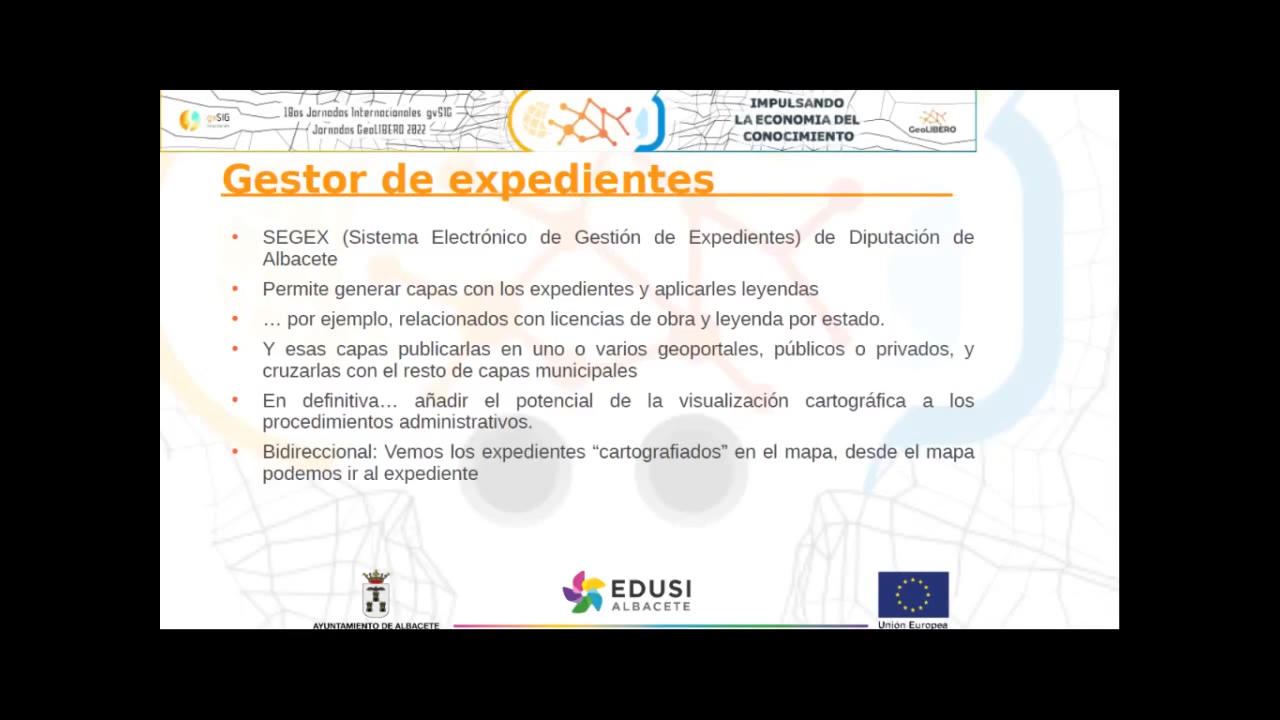 gvSIG
18as Jornadas Internacionales gvSIG
Jornadas GeoLIBERO 2022
IMPULSANDO
LA ECONOMIA DEL
CONOCIMIENTO
GeoLIBERO
Gestor de expedientes
• SEGEX (Sistema Electrónico de Gestión de Expedientes) de Diputación de
Albacete
• Permite generar capas con los expedientes y aplicarles leyendas
• … por ejemplo, relacionados con licencias de obra y leyenda por estado.
• Y esas capas publicarlas en uno o varios geoportales, públicos o privados, y
cruzarlas con el resto de capas municipales
• En definitiva… añadir el potencial de la visualización cartográfica a los
procedimientos administrativos.
• Bidireccional: Vemos los expedientes “cartografiados” en el mapa, desde el mapa
podemos ir al expediente
EDUSI
ALBACETE
AYUNTAMIENTO DE ALBACETE
Unión Europea